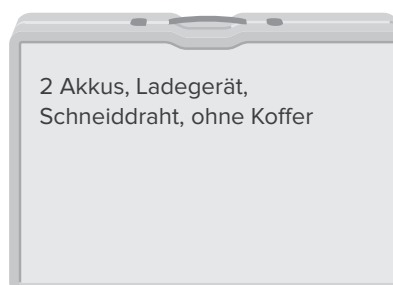 2 Akkus, Ladegerät,
Schneiddraht, ohne Koffer